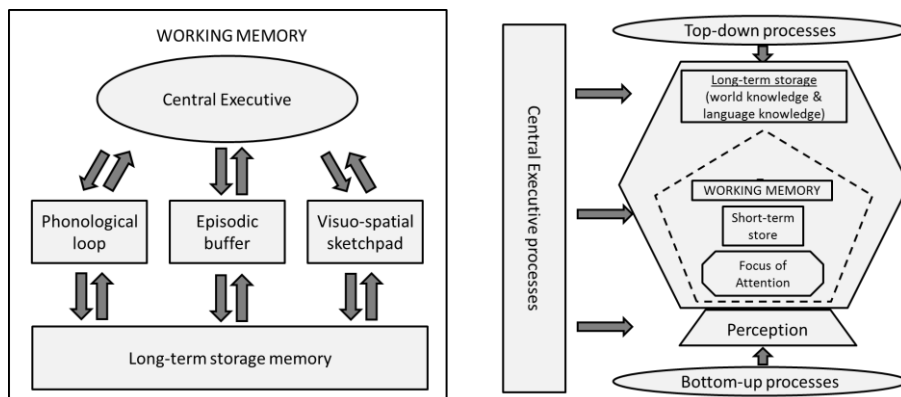 WORKING MEMORY
Central Executive
Phonological
loop
Episodic
buffer
Visuo-spatial
sketchpad
Long-term storage memory
Central Executive processes
Top-down processes
Long-term storage
(world knowledge &
language knowledge)
WORKING MEMORY
Short-term
store
Focus of
Attention
Perception
Bottom-up processes